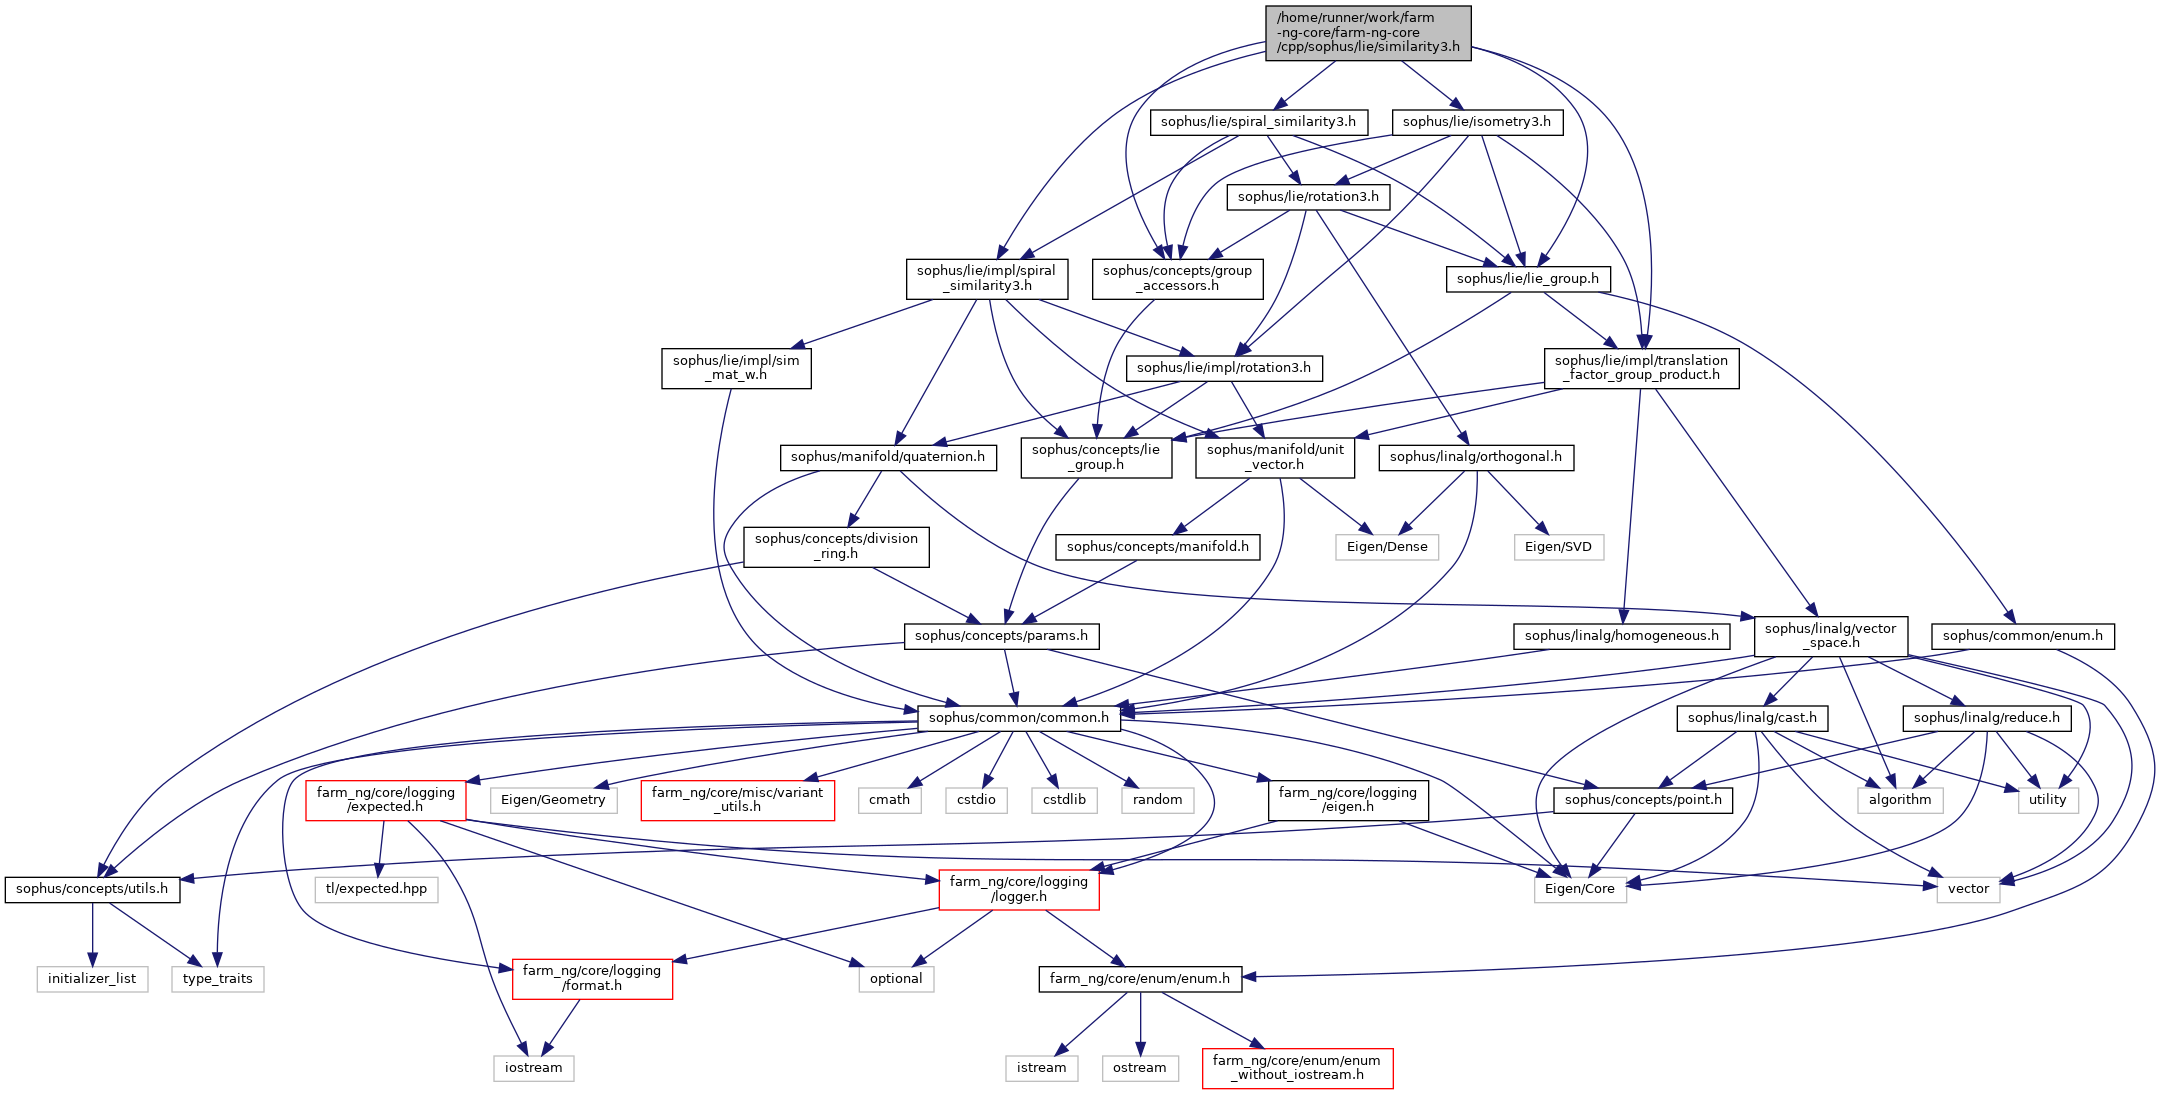 /home/runner/work/farm
-ng-core/farm-ng-core
/cpp/sophus/lie/similarity3.h
sophus/lie/spiral_similarity3.h
sophus/lie/isometry3.h
sophus/lie/rotation3.h
sophus/lie/impl/spiral
_similarity3.h
sophus/concepts/group
_accessors.h
sophus/lie/lie_group.h
sophus/lie/impl/sim
_mat_w.h
sophus/lie/impl/rotation3.h
sophus/lie/impl/translation
_factor_group_product.h
sophus/manifold/quaternion.h
sophus/concepts/lie
_group.h
sophus/manifold/unit
_vector.h
sophus/linalg/orthogonal.h
sophus/concepts/division
_ring.h
sophus/concepts/manifold.h
Eigen/Dense
Eigen/SVD
sophus/concepts/params.h
sophus/linalg/homogeneous.h
sophus/linalg/vector
_space.h
sophus/common/enum.h
sophus/common/common.h
sophus/linalg/cast.h
sophus/linalg/reduce.h
farm_ng/core/logging
/expected.h
Eigen/Geometry
farm_ng/core/misc/variant
_utils.h
cmath
cstdio
cstdlib
random
farm_ng/core/logging
/eigen.h
sophus/concepts/point.h
algorithm
utility
sophus/concepts/utils.h
tl/expected.hpp
farm_ng/core/logging
/logger.h
Eigen/Core
vector
initializer_list
type_traits
farm_ng/core/logging
/format.h
optional
farm_ng/core/enum/enum.h
iostream
istream
ostream
farm_ng/core/enum/enum
_without_iostream.h